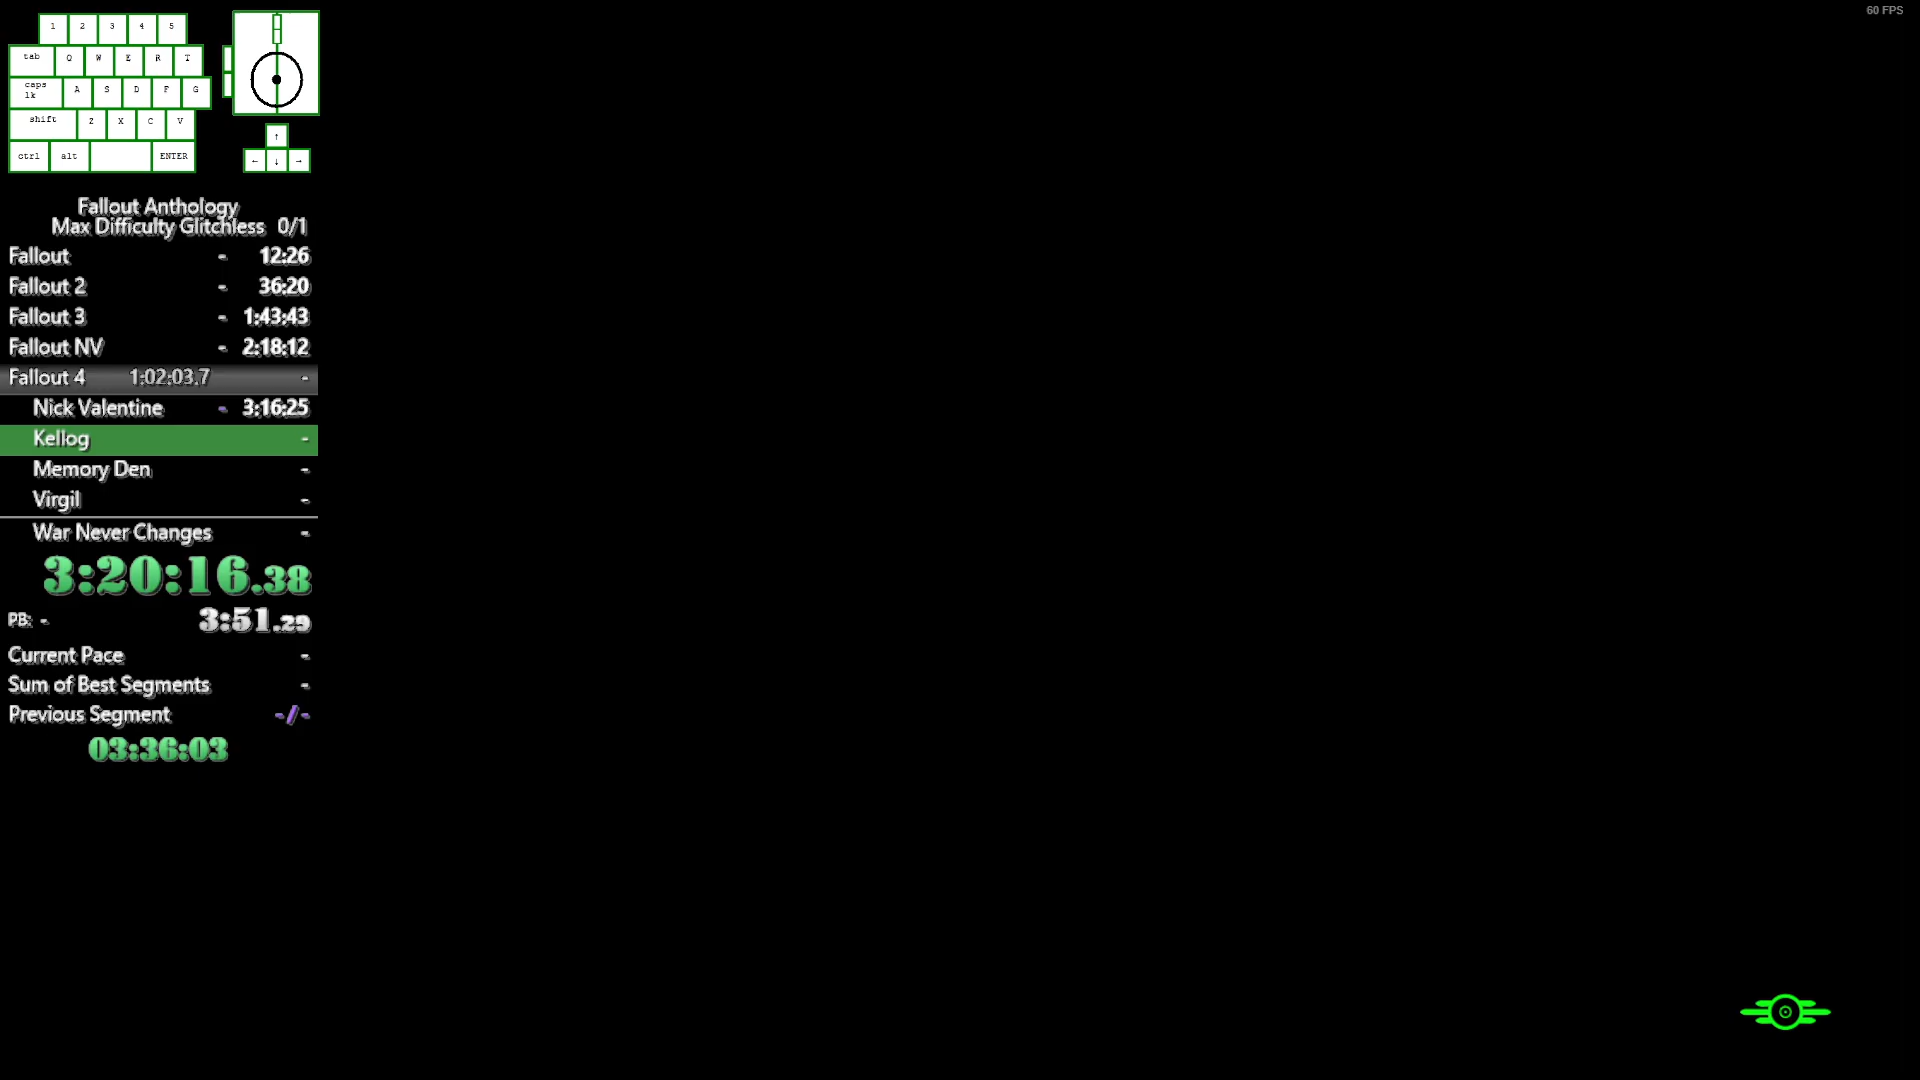 60 FPS
1 2 3 4 5
tab Q W E R T
caps lk A S D F G
shift Z X C V
ctrl alt ENTER
↑
← ↓ →
Fallout Anthology
Max Difficulty Glitchless 0/1
Fallout - 12:26
Fallout 2 - 36:20
Fallout 3 - 1:43:43
Fallout NV - 2:18:12
Fallout 4 1:02:03.7 -
Nick Valentine - 3:16:25
Kellog -
Memory Den -
Virgil -
War Never Changes -
3:20:16.38
PB: - 3:51.29
Current Pace -
Sum of Best Segments -
Previous Segment -/-
03:36:03